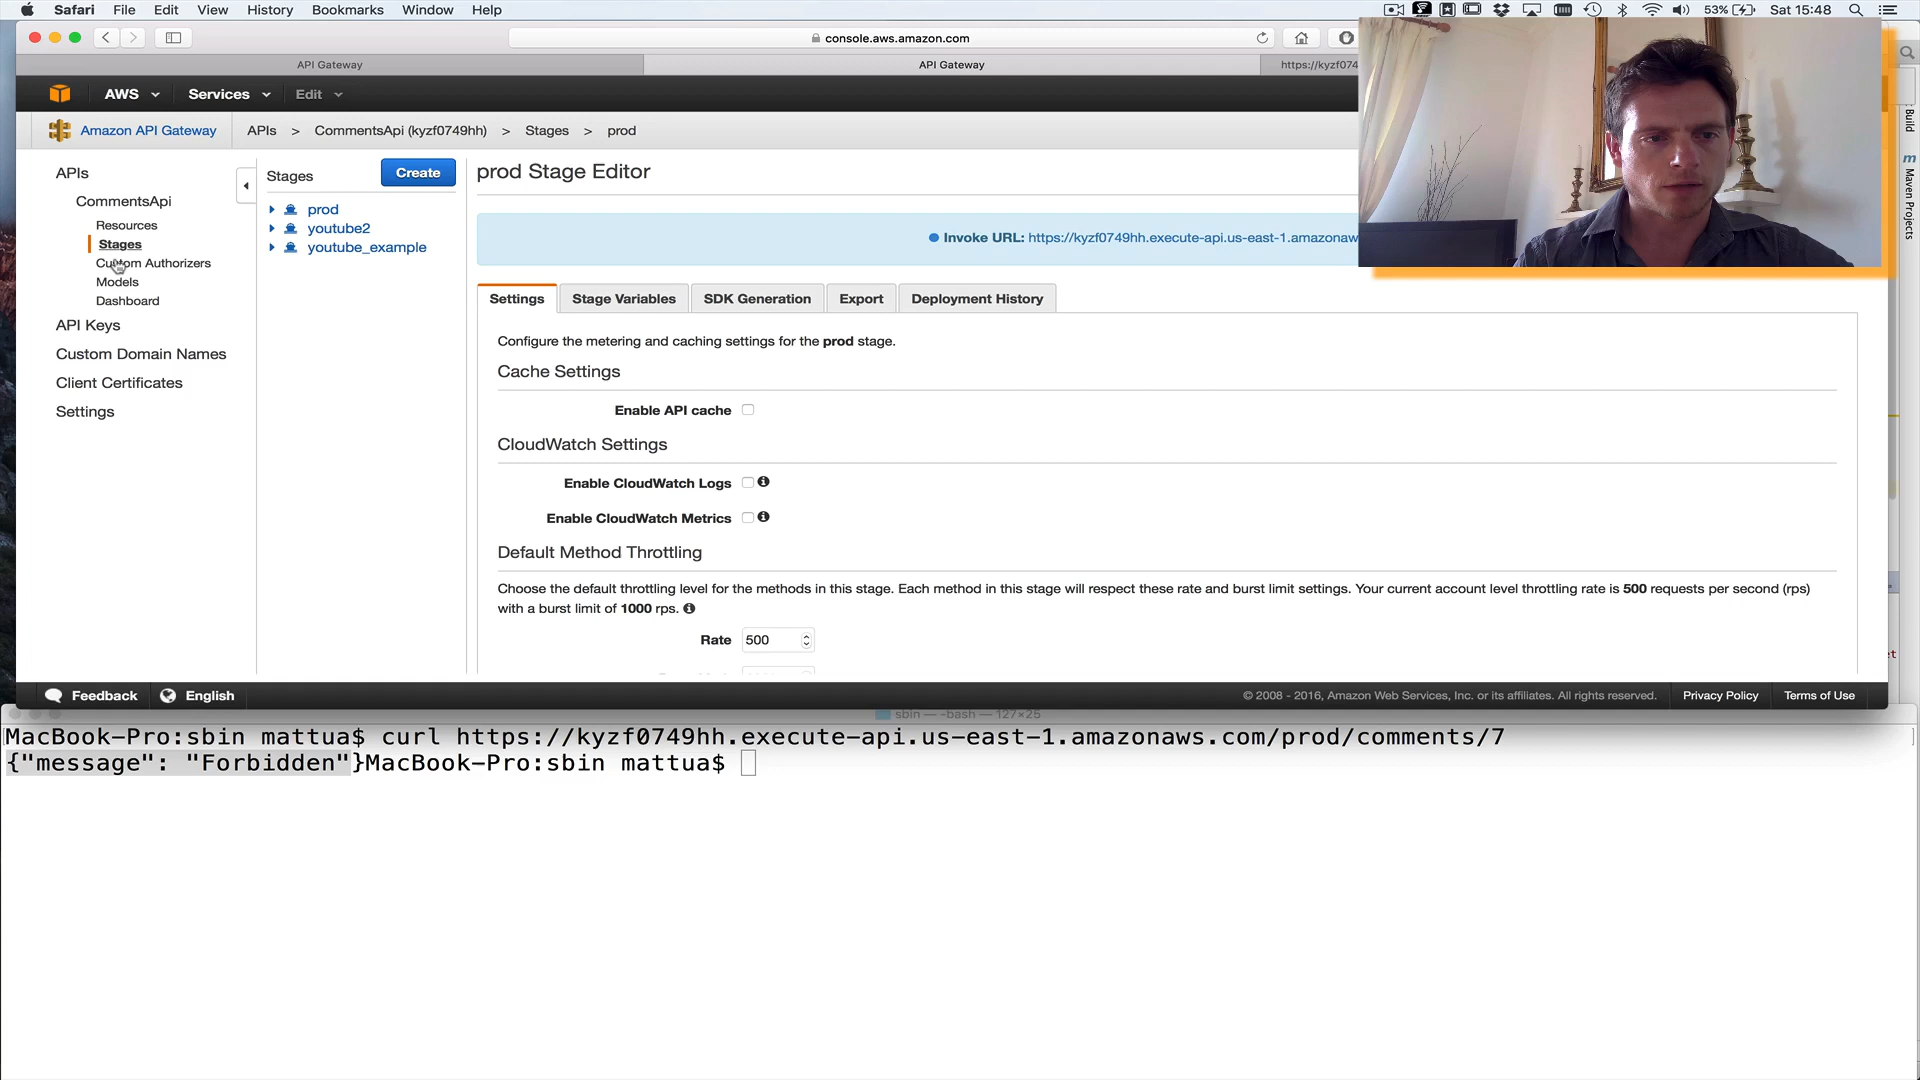 Safari File Edit View History Bookmarks Window Help
53% Sat 15:48
console.aws.amazon.com
API Gateway
API Gateway
https://kyzf074
AWS Services Edit
Amazon API Gateway APIs > CommentsApi (kyzf0749hh) > Stages > prod
APIs
CommentsApi
Resources
Stages
Custom Authorizers
Models
Dashboard
API Keys
Custom Domain Names
Client Certificates
Settings
Stages Create
prod
youtube2
youtube_example
prod Stage Editor
Invoke URL: https://kyzf0749hh.execute-api.us-east-1.amazonaw
Settings Stage Variables SDK Generation Export Deployment History
Configure the metering and caching settings for the prod stage.
Cache Settings
Enable API cache
CloudWatch Settings
Enable CloudWatch Logs
Enable CloudWatch Metrics
Default Method Throttling
Choose the default throttling level for the methods in this stage. Each method in this stage will respect these rate and burst limit settings. Your current account level throttling rate is 500 requests per second (rps)
with a burst limit of 1000 rps.
Rate 500
Build
Maven Projects
et
Feedback English
© 2008 - 2016, Amazon Web Services, Inc. or its affiliates. All rights reserved. Privacy Policy Terms of Use
sbin — -bash — 127×25
MacBook-Pro:sbin mattua$ curl https://kyzf0749hh.execute-api.us-east-1.amazonaws.com/prod/comments/7
{"message": "Forbidden"}MacBook-Pro:sbin mattua$